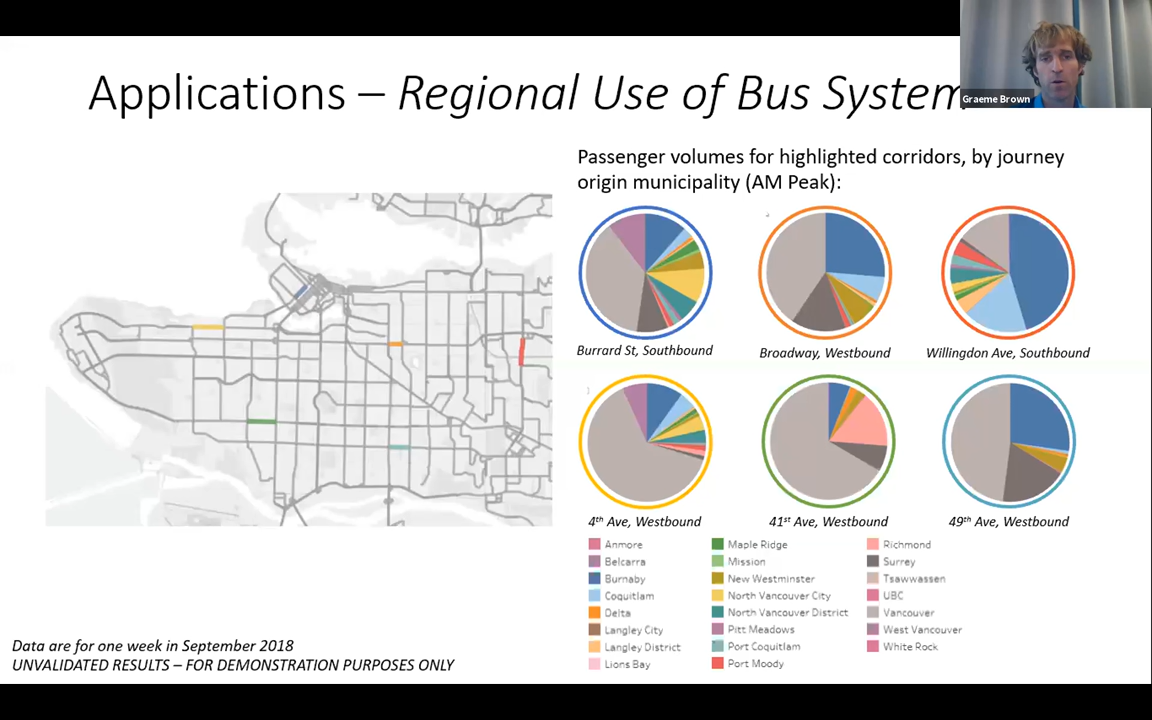 Applications – Regional Use of Bus System
Graeme Brown
Passenger volumes for highlighted corridors, by journey
origin municipality (AM Peak):
Burrard St, Southbound
Broadway, Westbound
Willingdon Ave, Southbound
4th Ave, Westbound
41st Ave, Westbound
49th Ave, Westbound
Anmore
Belcarra
Burnaby
Coquitlam
Delta
Langley City
Langley District
Lions Bay
Maple Ridge
Mission
New Westminster
North Vancouver City
North Vancouver District
Pitt Meadows
Port Coquitlam
Port Moody
Richmond
Surrey
Tsawwassen
UBC
Vancouver
West Vancouver
White Rock
Data are for one week in September 2018
UNVALIDATED RESULTS – FOR DEMONSTRATION PURPOSES ONLY